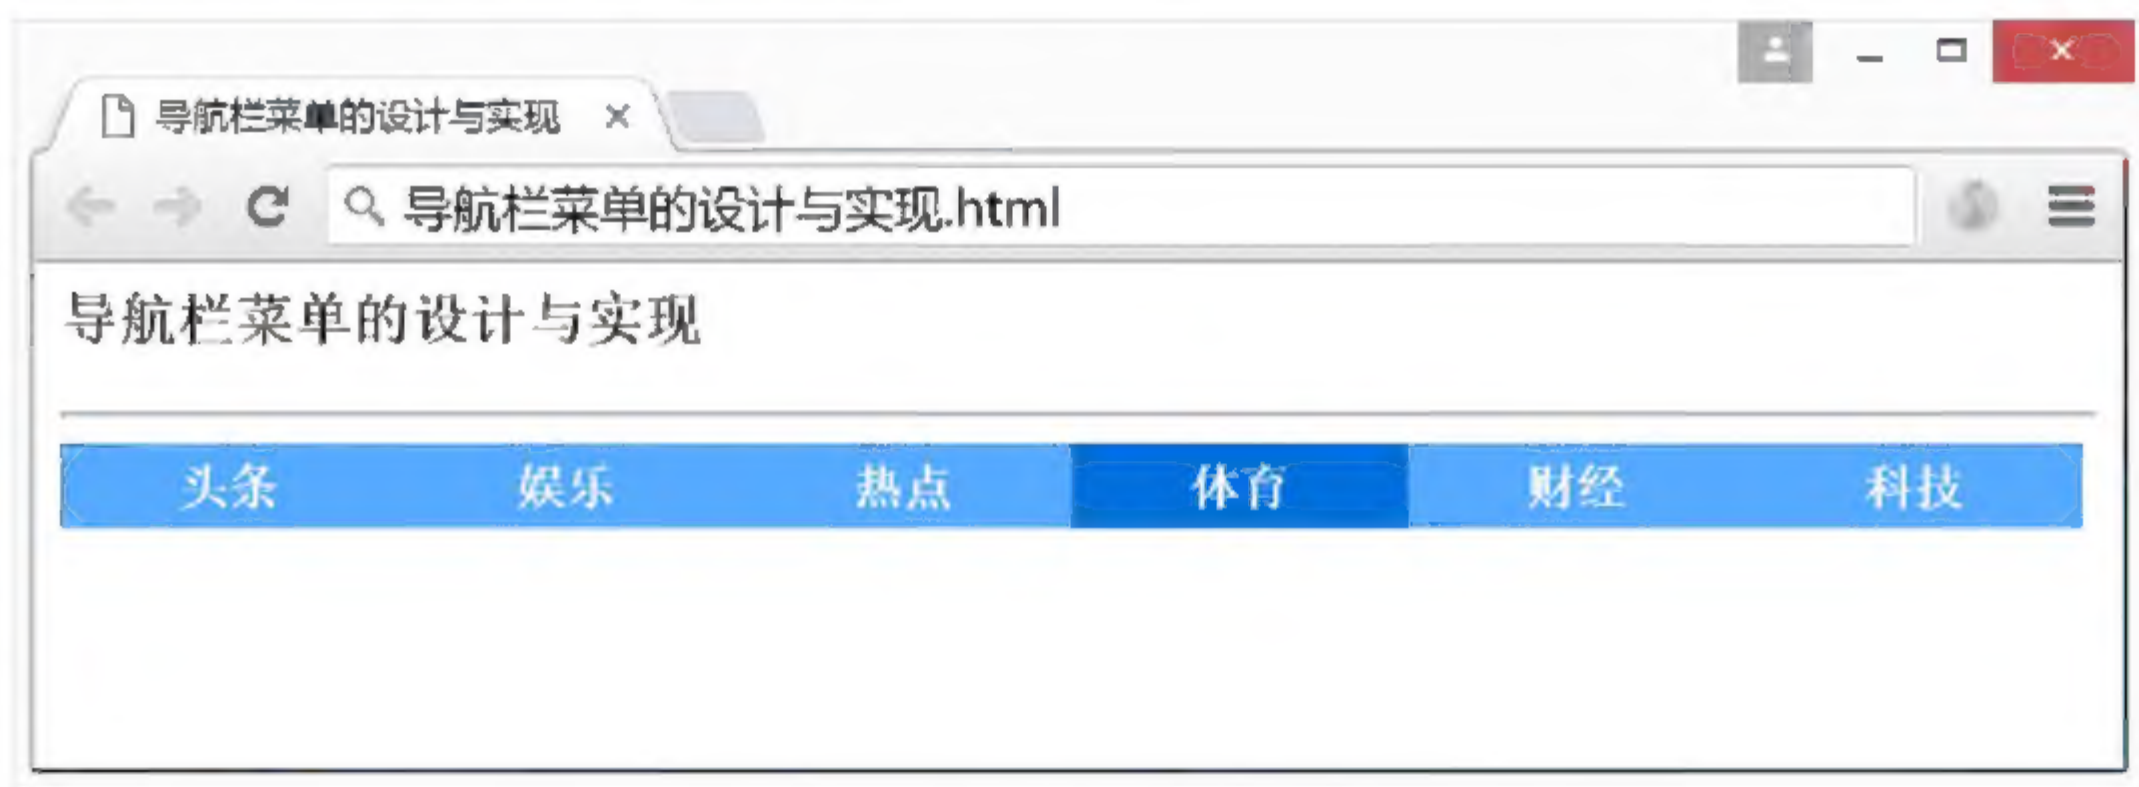 导航栏菜单的设计与实现
导航栏菜单的设计与实现.html
导航栏菜单的设计与实现
头条 娱乐 热点 体育 财经 科技